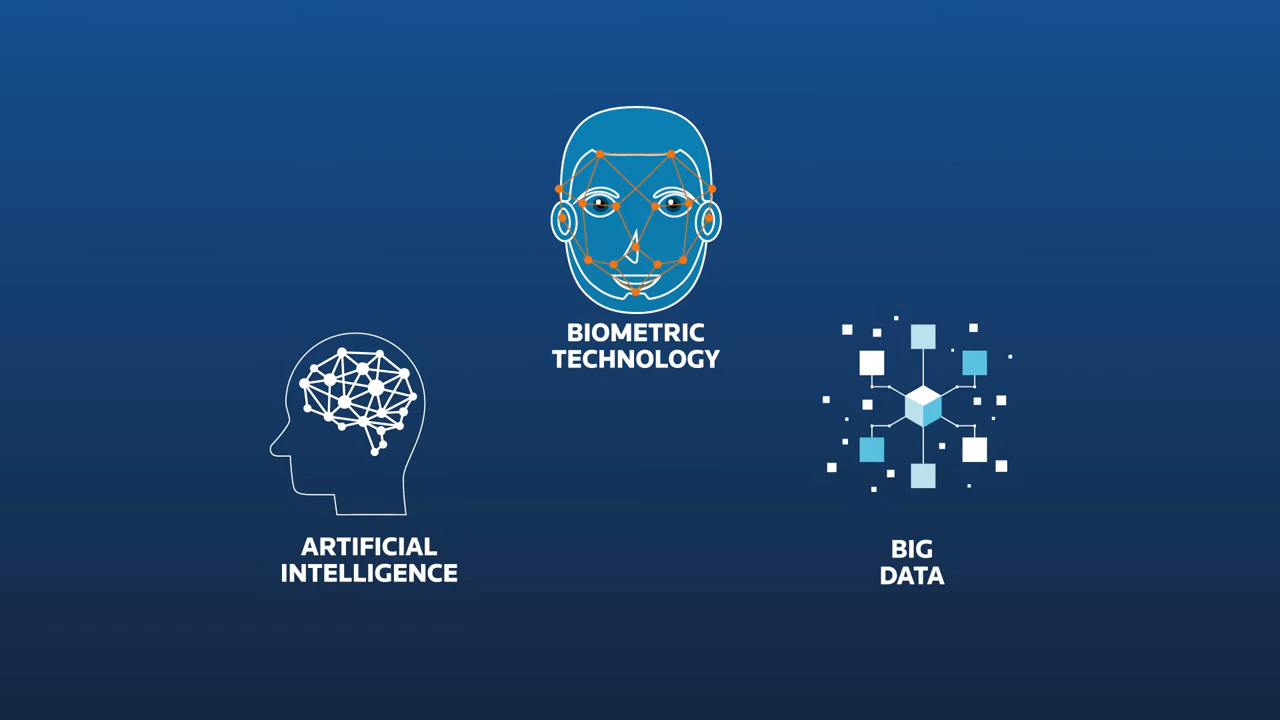 BIOMETRIC
TECHNOLOGY
ARTIFICIAL
INTELLIGENCE
BIG
DATA